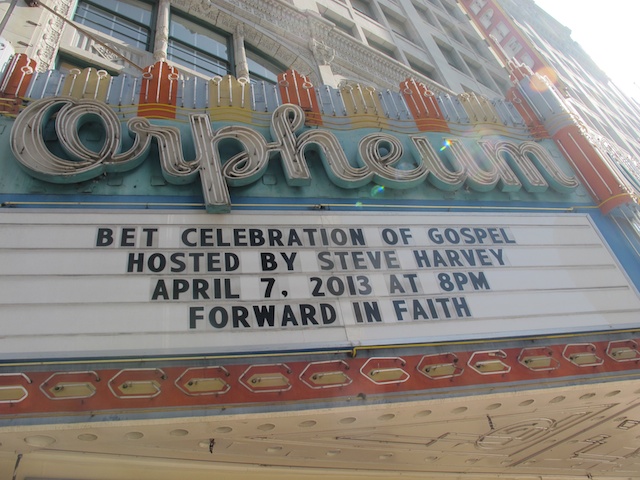 Orpheum
BET CELEBRATION OF GOSPEL
HOSTED BY STEVE HARVEY
APRIL 7, 2013 AT 8PM
FORWARD IN FAITH